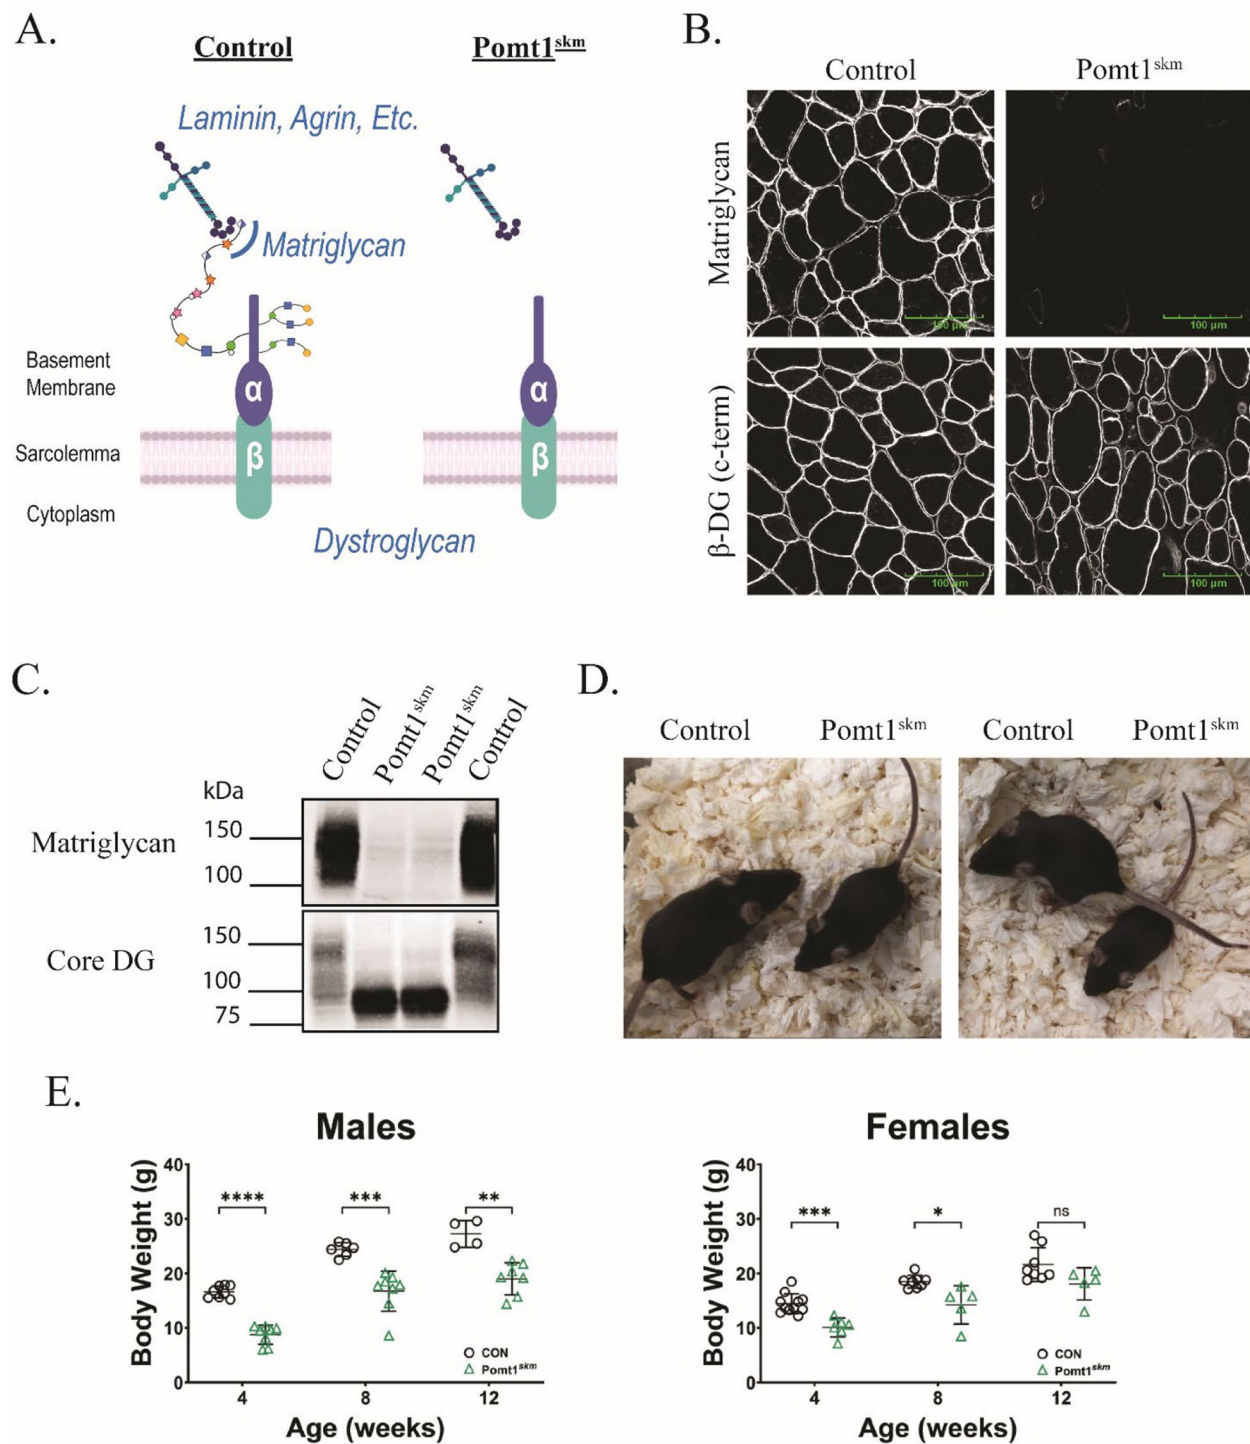 A.
Control
Pomt1skm
Laminin, Agrin, Etc.
Matriglycan
Basement
Membrane
α
α
Sarcolemma
β
β
Cytoplasm
Dystroglycan
B.
Control
Pomt1skm
Matriglycan
100 µm
100 µm
β-DG (c-term)
100 µm
100 µm
C.
Control
Pomt1skm
Pomt1skm
Control
kDa
Matriglycan
150
100
Core DG
150
100
75
D.
Control
Pomt1skm
Control
Pomt1skm
E.
Males
Body Weight (g)
40
30
20
10
0
****
***
**
CON
Pomt1skm
4
8
12
Age (weeks)
Females
Body Weight (g)
40
30
20
10
0
***
*
ns
CON
Pomt1skm
4
8
12
Age (weeks)